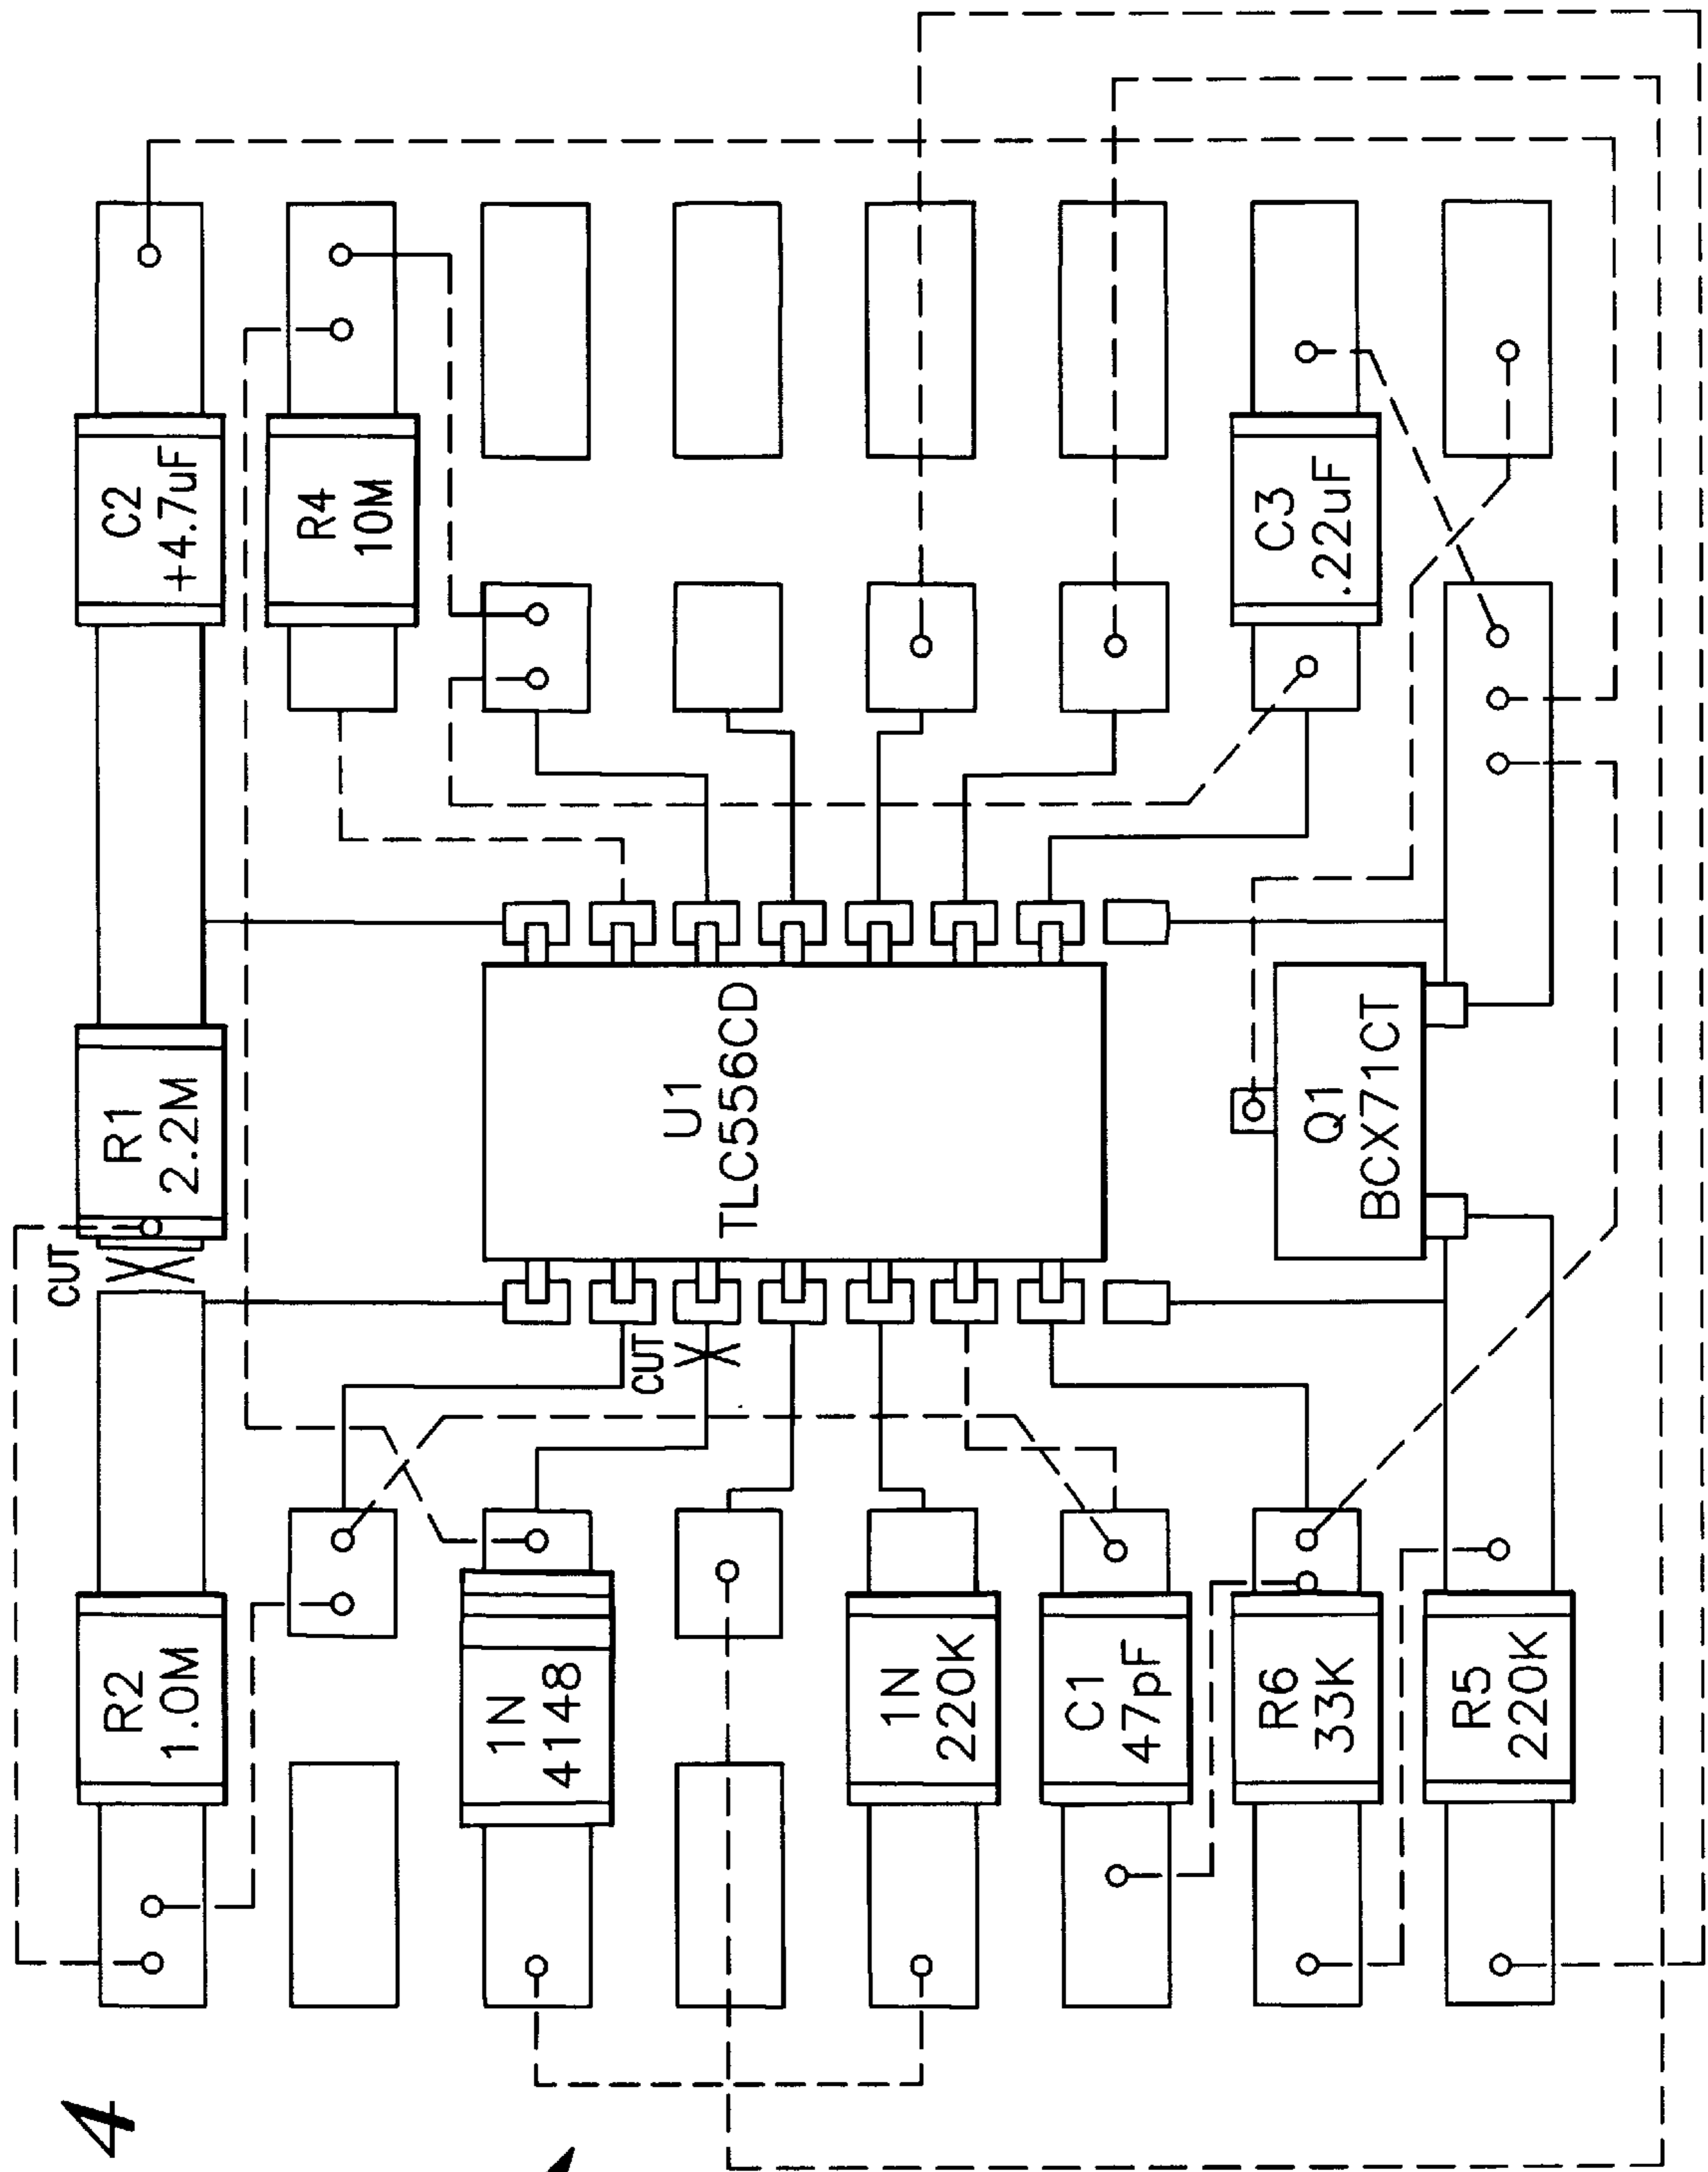 C2
+4.7uF
R4
10M
C3
.22uF
R1
2.2M
CUT
U1
TLC556CD
Q1
BCX71CT
CUT
R2
1.0M
1N
4148
1N
220K
C1
47pF
R6
33K
R5
220K
4